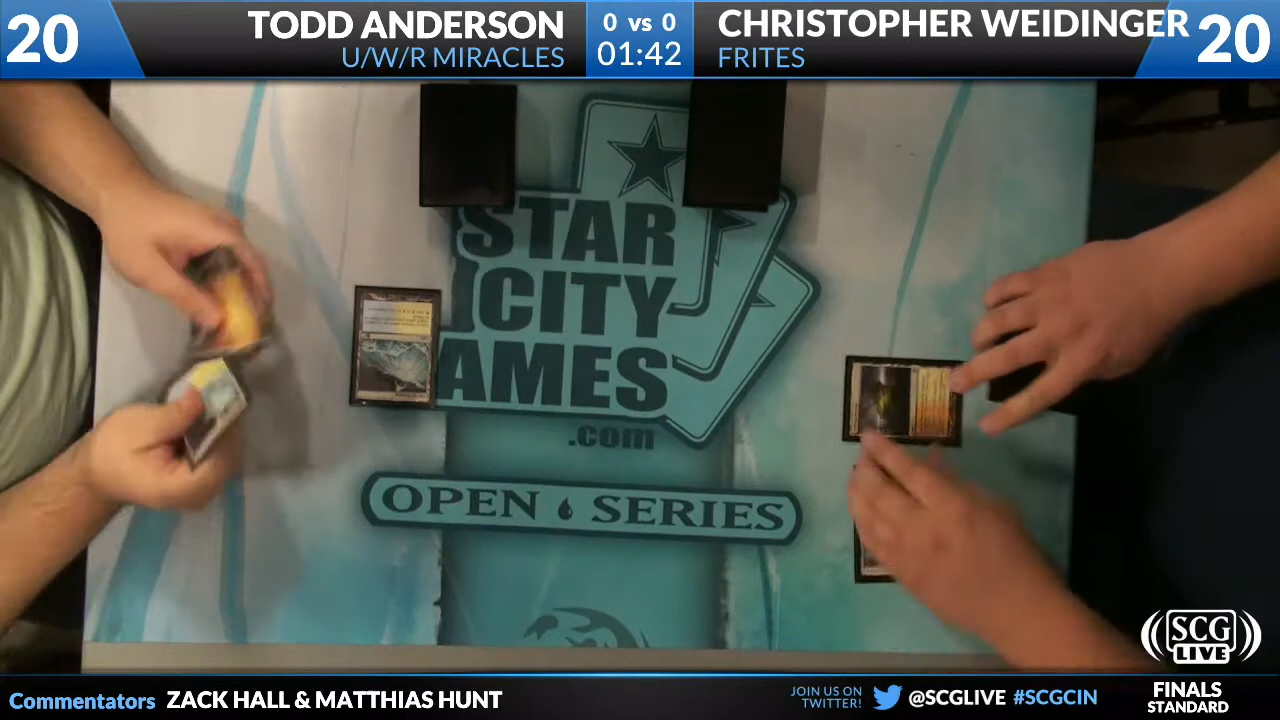 20
TODD ANDERSON
U/W/R MIRACLES
0 vs 0
01:42
CHRISTOPHER WEIDINGER
FRITES
20
STAR
CITY
GAMES
.com
OPEN SERIES
SCG
LIVE
Commentators ZACK HALL & MATTHIAS HUNT
JOIN US ON
TWITTER!
@SCGLIVE #SCGCIN
FINALS
STANDARD